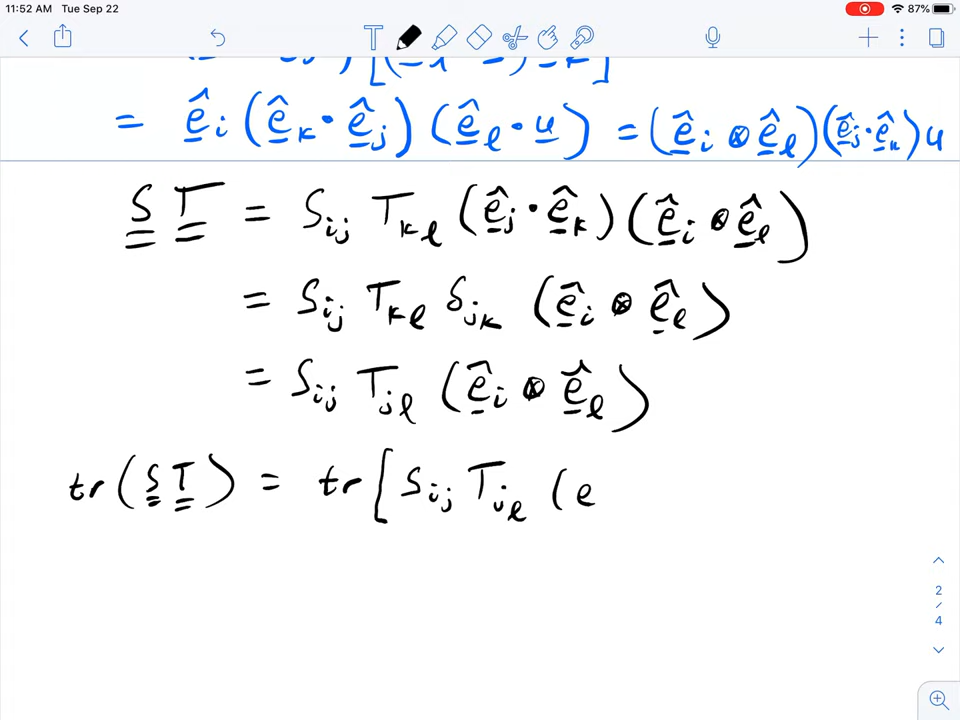 11:52 AM Tue Sep 22 87%
= ê_i (ê_k · ê_j) (ê_l · u) = (ê_i ⊗ ê_l)(ê_j · ê_k) u
S T = S_ij T_kl (ê_j · ê_k) (ê_i ⊗ ê_l)
= S_ij T_kl δ_jk (ê_i ⊗ ê_l)
= S_ij T_jl (ê_i ⊗ ê_l)
tr(S T) = tr[S_ij T_jl (e
2
/
4